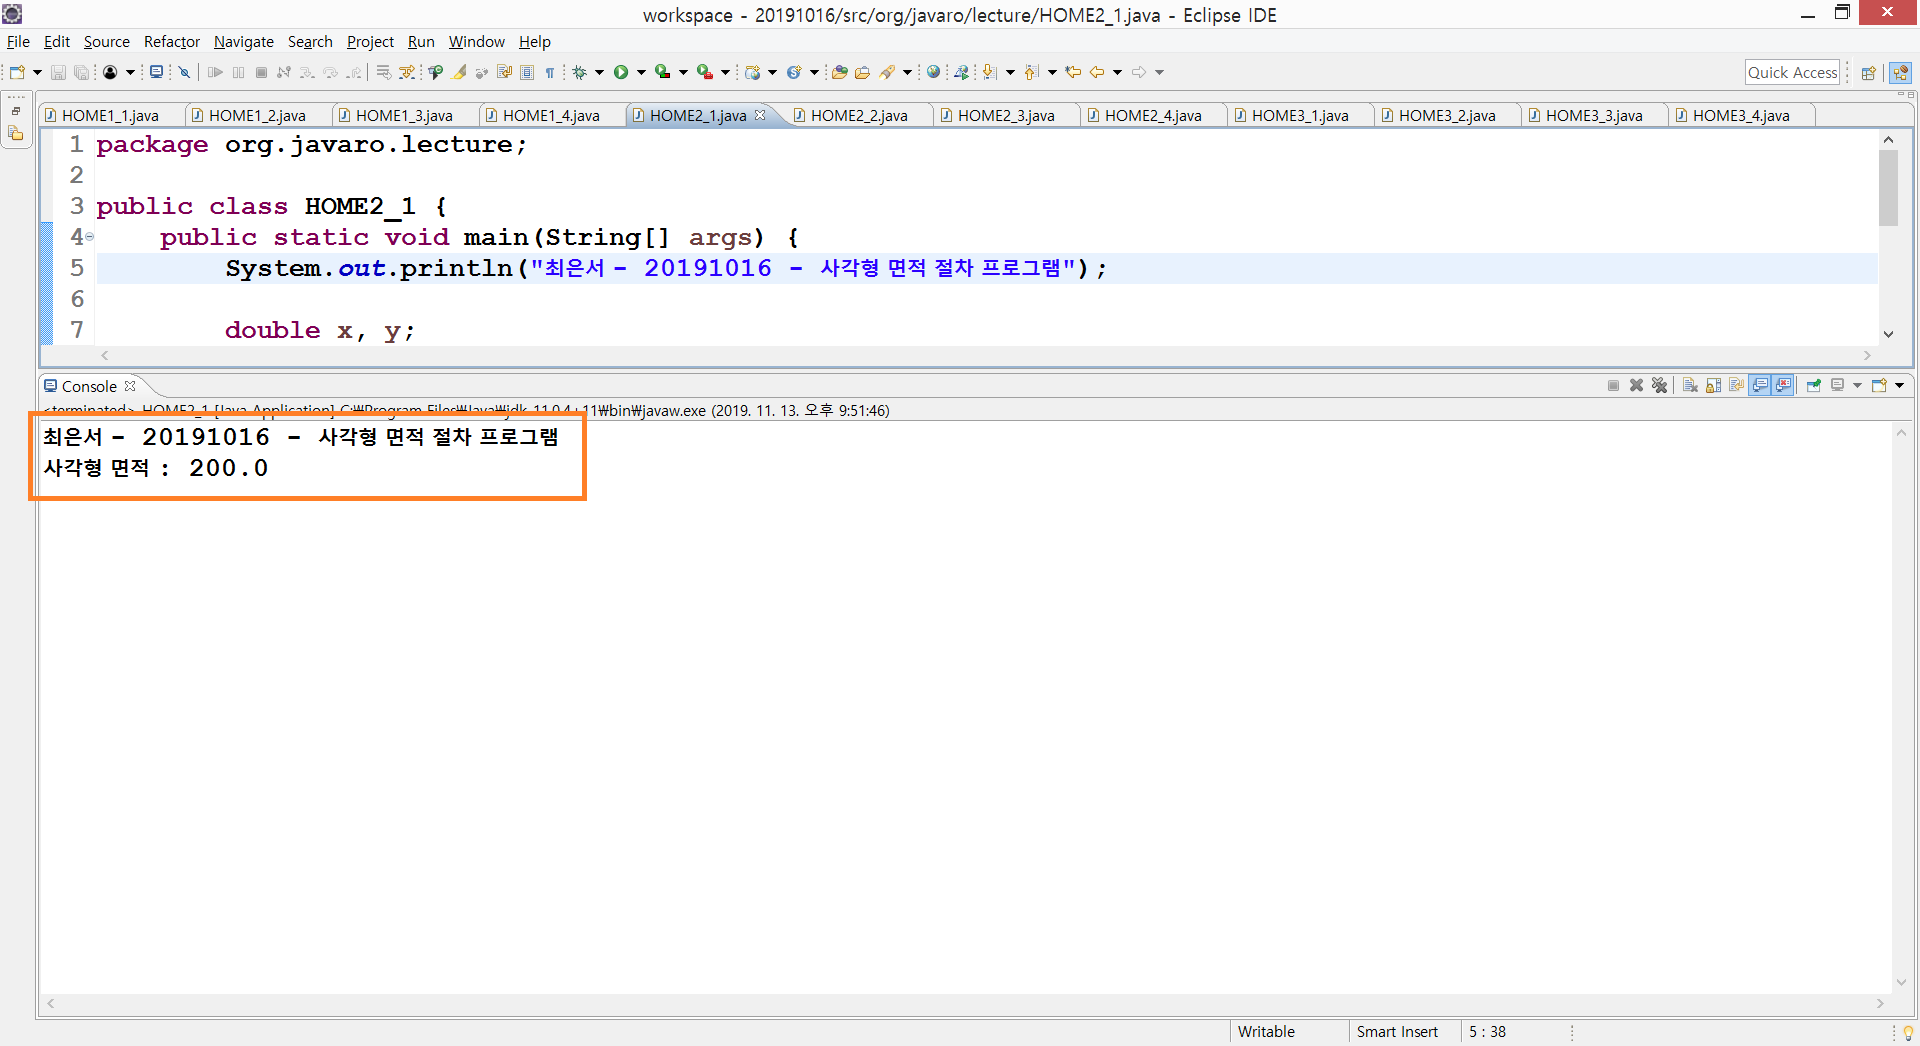 workspace - 20191016/src/org/javaro/lecture/HOME2_1.java - Eclipse IDE
File Edit Source Refactor Navigate Search Project Run Window Help
Quick Access
HOME1_1.java HOME1_2.java HOME1_3.java HOME1_4.java HOME2_1.java HOME2_2.java HOME2_3.java HOME2_4.java HOME3_1.java HOME3_2.java HOME3_3.java HOME3_4.java
1 package org.javaro.lecture;
2
3 public class HOME2_1 {
4 public static void main(String[] args) {
5 System.out.println("최은서 - 20191016 - 사각형 면적 절차 프로그램");
6
7 double x, y;
Console
<terminated> HOME2_1 [Java Application] C:₩Program Files₩Java₩jdk-11.0.4+11₩bin₩javaw.exe (2019. 11. 13. 오후 9:51:46)
최은서 - 20191016 - 사각형 면적 절차 프로그램
사각형 면적 : 200.0
Writable Smart Insert 5 : 38